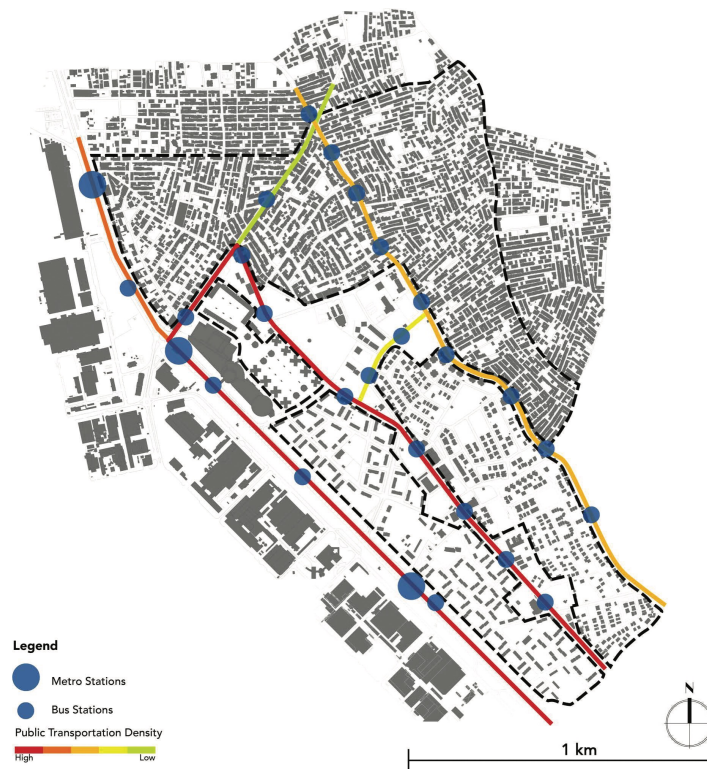 N
1 km
Legend
Metro Stations
Bus Stations
Public Transportation Density
High Low